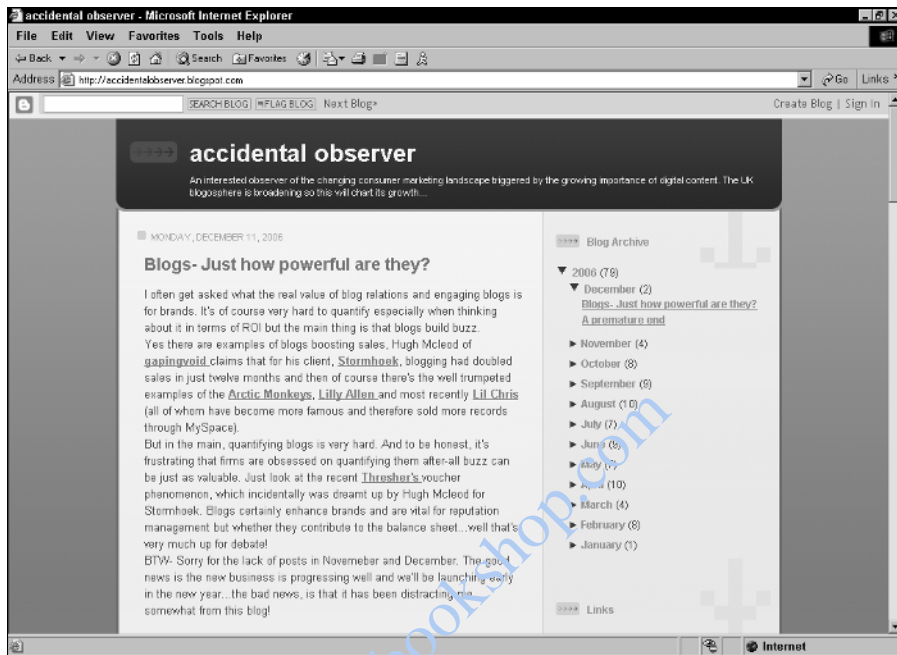 accidental observer - Microsoft Internet Explorer
File Edit View Favorites Tools Help
Back Search Favorites
Address http://accidentalobserver.blogspot.com Go Links »
SEARCH BLOG FLAG BLOG Next Blog» Create Blog | Sign In
accidental observer
An interested observer of the changing consumer marketing landscape triggered by the growing importance of digital content. The UK
blogosphere is broadening so this will chart its growth...
MONDAY, DECEMBER 11, 2006
Blogs- Just how powerful are they?
I often get asked what the real value of blog relations and engaging blogs is
for brands. It's of course very hard to quantify especially when thinking
about it in terms of ROI but the main thing is that blogs build buzz.
Yes there are examples of blogs boosting sales, Hugh Mcleod of
gapingvoid claims that for his client, Stormhoek, blogging had doubled
sales in just twelve months and then of course there's the well trumpeted
examples of the Arctic Monkeys, Lilly Allen and most recently Lil Chris
(all of whom have become more famous and therefore sold more records
through MySpace).
But in the main, quantifying blogs is very hard. And to be honest, it's
frustrating that firms are obsessed on quantifying them after-all buzz can
be just as valuable. Just look at the recent Thresher's voucher
phenomenon, which incidentally was dreamt up by Hugh Mcleod for
Stormhoek. Blogs certainly enhance brands and are vital for reputation
management but whether they contribute to the balance sheet...well that's
very much up for debate!
BTW- Sorry for the lack of posts in Novemeber and December. The good
news is the new business is progressing well and we'll be launching early
in the new year...the bad news, is that it has been distracting me
somewhat from this blog!
Blog Archive
▼ 2006 (79)
▼ December (2)
Blogs- Just how powerful are they?
A premature end
► November (4)
► October (8)
► September (9)
► August (10)
► July (7)
► June (9)
► May (7)
► April (10)
► March (4)
► February (8)
► January (1)
Links
Internet
bookshop.com